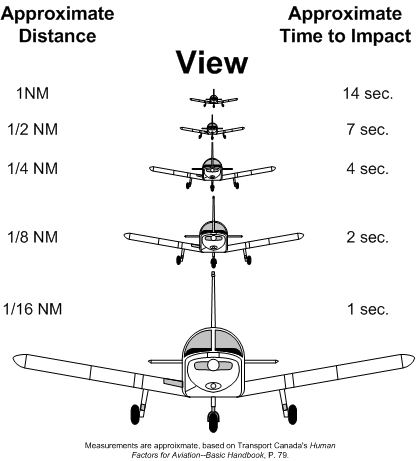 Approximate Distance
Approximate Time to Impact
View
1NM 14 sec.
1/2 NM 7 sec.
1/4 NM 4 sec.
1/8 NM 2 sec.
1/16 NM 1 sec.
Measurements are approixmate, based on Transport Canada's Human
Factors for Aviation--Basic Handbook, P. 79.